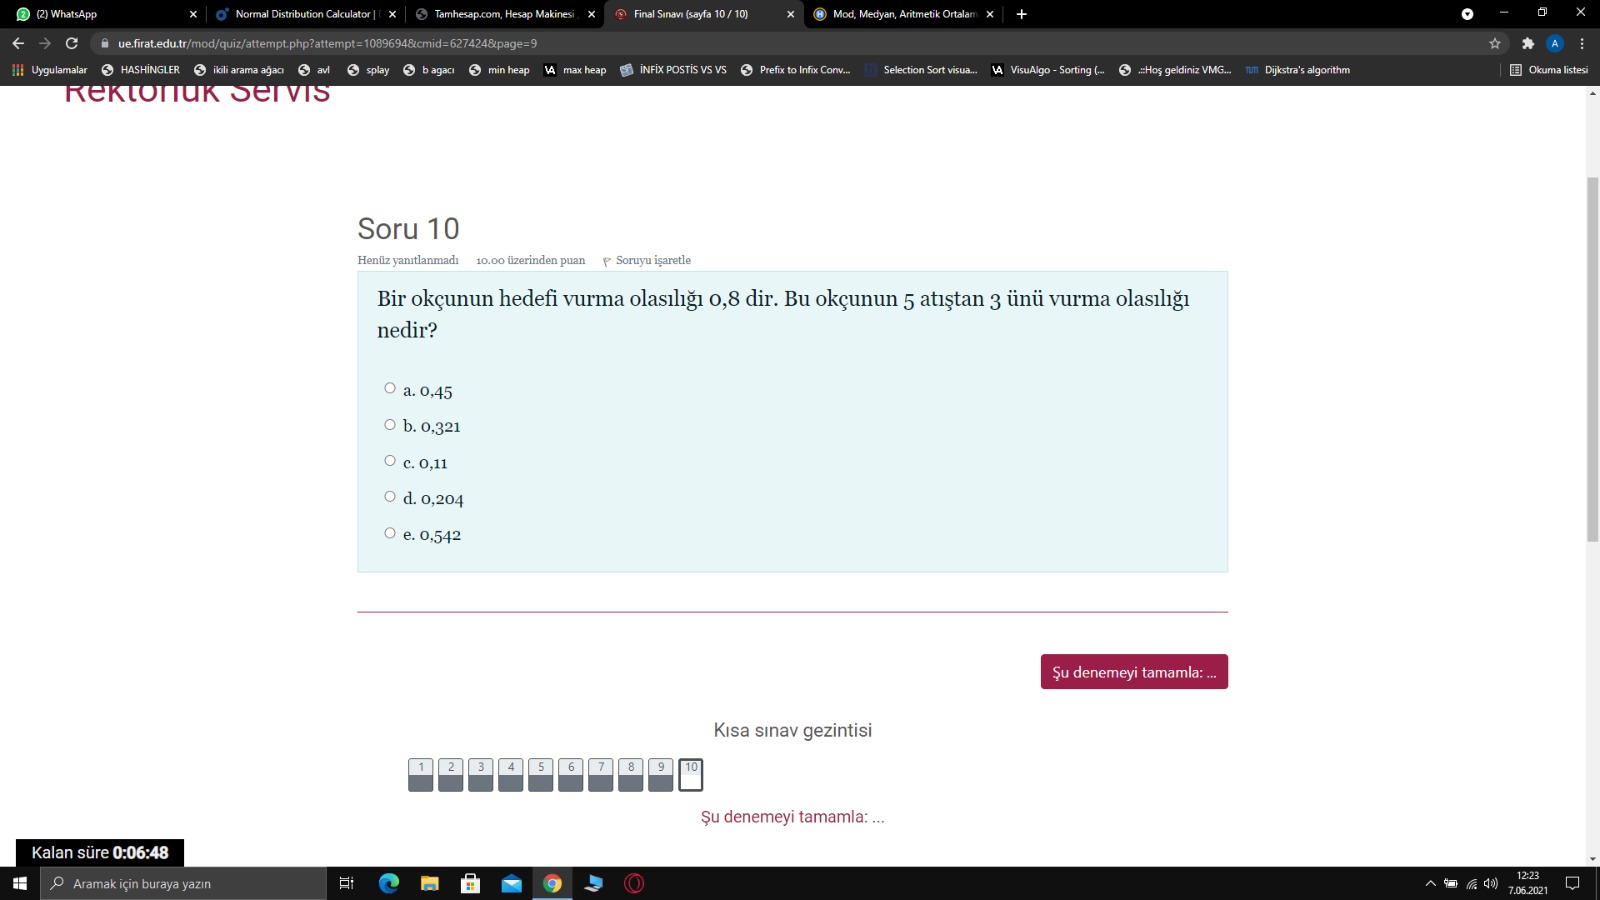 (2) WhatsApp
Normal Distribution Calculator |
Tamhesap.com, Hesap Makinesi
Final Sınavı (sayfa 10 / 10)
Mod, Medyan, Aritmetik Ortalam
ue.firat.edu.tr/mod/quiz/attempt.php?attempt=1089694&cmid=627424&page=9
Uygulamalar
HASHİNGLER
ikili arama ağacı
avl
splay
b agacı
min heap
max heap
İNFİX POSTİS VS VS
Prefix to Infix Conv...
Selection Sort visua...
VisuAlgo - Sorting (...
.::Hoş geldiniz VMG...
Dijkstra's algorithm
Okuma listesi
Rektörlük Servis
Soru 10
Henüz yanıtlanmadı 10.00 üzerinden puan Soruyu işaretle
Bir okçunun hedefi vurma olasılığı 0,8 dir. Bu okçunun 5 atıştan 3 ünü vurma olasılığı
nedir?
a. 0,45
b. 0,321
c. 0,11
d. 0,204
e. 0,542
Şu denemeyi tamamla: ...
Kısa sınav gezintisi
1 2 3 4 5 6 7 8 9 10
Şu denemeyi tamamla: ...
Kalan süre 0:06:48
Aramak için buraya yazın
12:23
7.06.2021